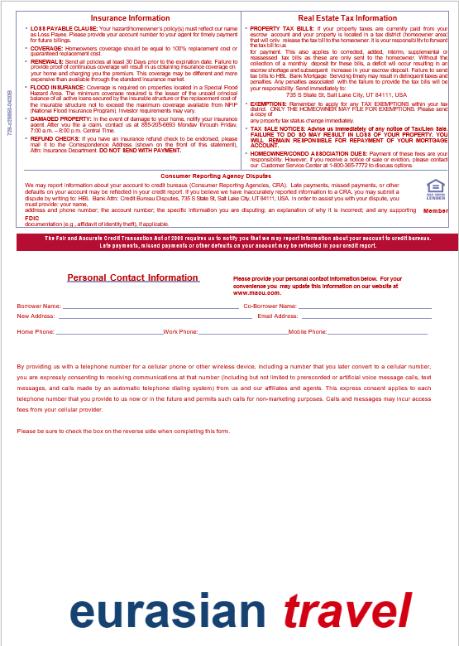 Insurance Information
LOSS PAYABLE CLAUSE: Your hazard/homeowner's policy(s) must reflect our name
as Loss Payee. Please provide your account number to your agent for timely payment
for future billings.
COVERAGE: Homeowners coverage should be equal to 100% replacement cost or
guaranteed replacement cost.
RENEWALS: Send all policies at least 30 Days prior to the expiration date. Failure to
provide proof of continuous coverage will result in us obtaining insurance coverage on
your home and charging you the premium. This coverage may be different and more
expensive than available through the standard insurance market.
FLOOD INSURANCE: Coverage is required on properties located in a Special Flood
Hazard Area. The minimum coverage required is the lesser of the unpaid principal
balance of all active loans secured by the insurable structure or the replacement cost of
the insurable structure not to exceed the maximum coverage available from NFIP
(National Flood Insurance Program). Investor requirements may vary.
DAMAGED PROPERTY: In the event of damage to your home, notify your insurance
agent. After you file a claim, contact us at Monday through Friday,
7:00 a.m. – 8:00 p.m. Central Time.
REFUND CHECKS: If you have an insurance refund check to be endorsed, please
mail it to the Correspondence Address (shown on the front of this statement),
Attn: Insurance Department. DO NOT SEND WITH PAYMENT.
Real Estate Tax Information
PROPERTY TAX BILLS: If your property taxes are currently paid from your
escrow account and your property is located in a tax district (homeowner area)
that will only release the tax bill to the homeowner. It is your responsibility to forward
the tax bill to us
for payment. This also applies to corrected, added, interim, supplemental or
reassessed tax bills as these are only sent to the homeowner. Without the
collection of a monthly deposit for these bills, a deficit will occur resulting in an
escrow shortage and subsequent increase in your escrow deposit. Failure to send
tax bills to HBL Bank Mortgage Servicing timely may result in delinquent taxes and
penalties. Any penalties associated with the failure to provide the tax bills will be
your responsibility. Send immediately to:
735 S State St, Salt Lake City, UT 84111, USA
EXEMPTIONS: Remember to apply for any TAX EXEMPTIONS within your tax
district. ONLY THE HOMEOWNER MAY FILE FOR EXEMPTIONS. Please send
a copy of
any property tax status change immediately.
TAX SALE NOTICES: Advise us immediately of any notice of Tax/Lien Sale.
FAILURE TO DO SO MAY RESULT IN LOSS OF YOUR PROPERTY. YOU
WILL REMAIN RESPONSIBLE FOR REPAYMENT OF YOUR MORTGAGE
ACCOUNT.
HOMEOWNER/CONDO ASSOCIATION DUES: Payment of these fees are your
responsibility. However, if you receive a notice of sale or eviction, please contact
our Customer Service Center at 1-800-365-7772 to discuss options.
Consumer Reporting Agency Disputes
We may report information about your account to credit bureaus (Consumer Reporting Agencies, CRA). Late payments, missed payments, or other
defaults on your account may be reflected in your credit report. If you believe we have inaccurately reported information to a CRA, you may submit a
dispute by writing to: HBL Bank Attn: Credit Bureau Disputes, 735 S State St, Salt Lake City, UT 84111, USA. In order to assist you with your dispute, you
must provide: your name,
address and phone number; the account number; the specific information you are disputing; an explanation of why it is incorrect; and any supporting
Member
FDIC
documentation (e.g., affidavit of identity theft), if applicable.
The Fair and Accurate Credit Transaction Act of 2003 requires us to notify you that we may report information about your account to credit bureaus.
Late payments, missed payments or other defaults on your account may be reflected in your credit report.
Personal Contact Information
Please provide your personal contact information below. For your
convenience you may update this information on our website at
www.mzou.com.
Borrower Name:
Co-Borrower Name:
New Address:
Email Address:
Home Phone:
Work Phone:
Mobile Phone:
By providing us with a telephone number for a cellular phone or other wireless device, including a number that you later convert to a cellular number,
you are expressly consenting to receiving communications at that number (including but not limited to prerecorded or artificial voice message calls, text
messages, and calls made by an automatic telephone dialing system) from us and our affiliates and agents. This express consent applies to each
telephone number that you provide to us now or in the future and permits such calls for non-marketing purposes. Calls and messages may incur access
fees from your cellular provider.
Please be sure to check the box on the reverse side when completing this form.
eurasian travel